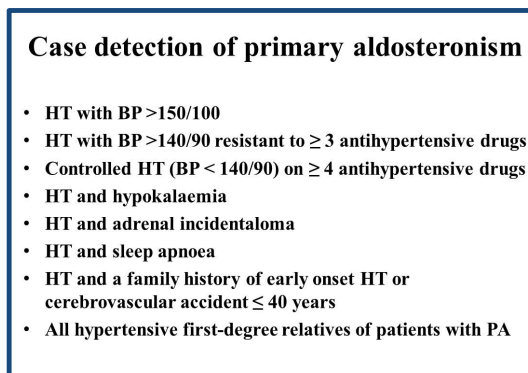 Case detection of primary aldosteronism
• HT with BP >150/100
• HT with BP >140/90 resistant to ≥ 3 antihypertensive drugs
• Controlled HT (BP < 140/90) on ≥ 4 antihypertensive drugs
• HT and hypokalaemia
• HT and adrenal incidentaloma
• HT and sleep apnoea
• HT and a family history of early onset HT or
cerebrovascular accident ≤ 40 years
• All hypertensive first-degree relatives of patients with PA